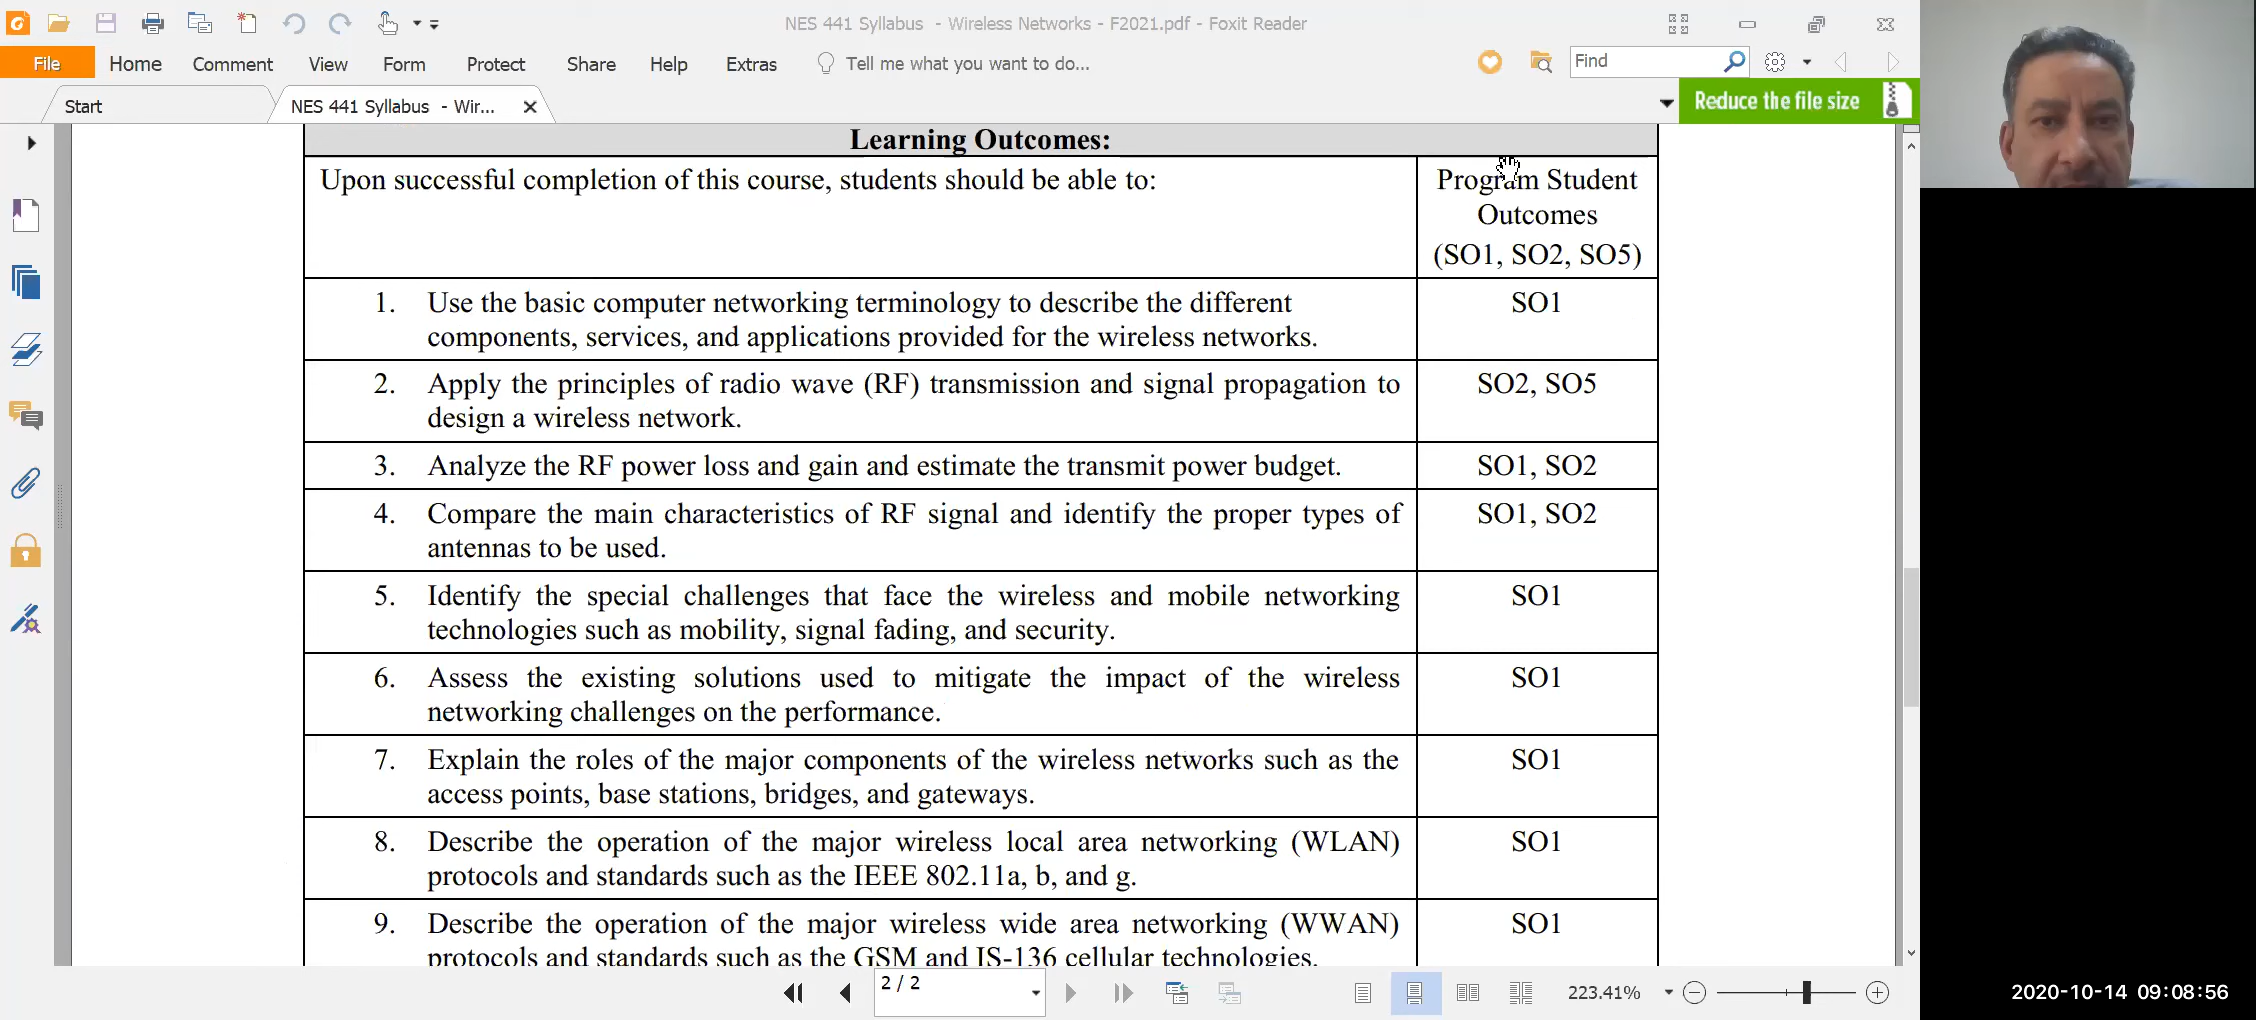 NES 441 Syllabus - Wireless Networks - F2021.pdf - Foxit Reader
File Home Comment View Form Protect Share Help Extras Tell me what you want to do... Find
Start NES 441 Syllabus - Wir... Reduce the file size
Learning Outcomes:
Upon successful completion of this course, students should be able to:
Program Student
Outcomes
(SO1, SO2, SO5)
1. Use the basic computer networking terminology to describe the different
components, services, and applications provided for the wireless networks.
SO1
2. Apply the principles of radio wave (RF) transmission and signal propagation to
design a wireless network.
SO2, SO5
3. Analyze the RF power loss and gain and estimate the transmit power budget.
SO1, SO2
4. Compare the main characteristics of RF signal and identify the proper types of
antennas to be used.
SO1, SO2
5. Identify the special challenges that face the wireless and mobile networking
technologies such as mobility, signal fading, and security.
SO1
6. Assess the existing solutions used to mitigate the impact of the wireless
networking challenges on the performance.
SO1
7. Explain the roles of the major components of the wireless networks such as the
access points, base stations, bridges, and gateways.
SO1
8. Describe the operation of the major wireless local area networking (WLAN)
protocols and standards such as the IEEE 802.11a, b, and g.
SO1
9. Describe the operation of the major wireless wide area networking (WWAN)
protocols and standards such as the GSM and IS-136 cellular technologies.
SO1
2 / 2
223.41%
2020-10-14 09:08:56